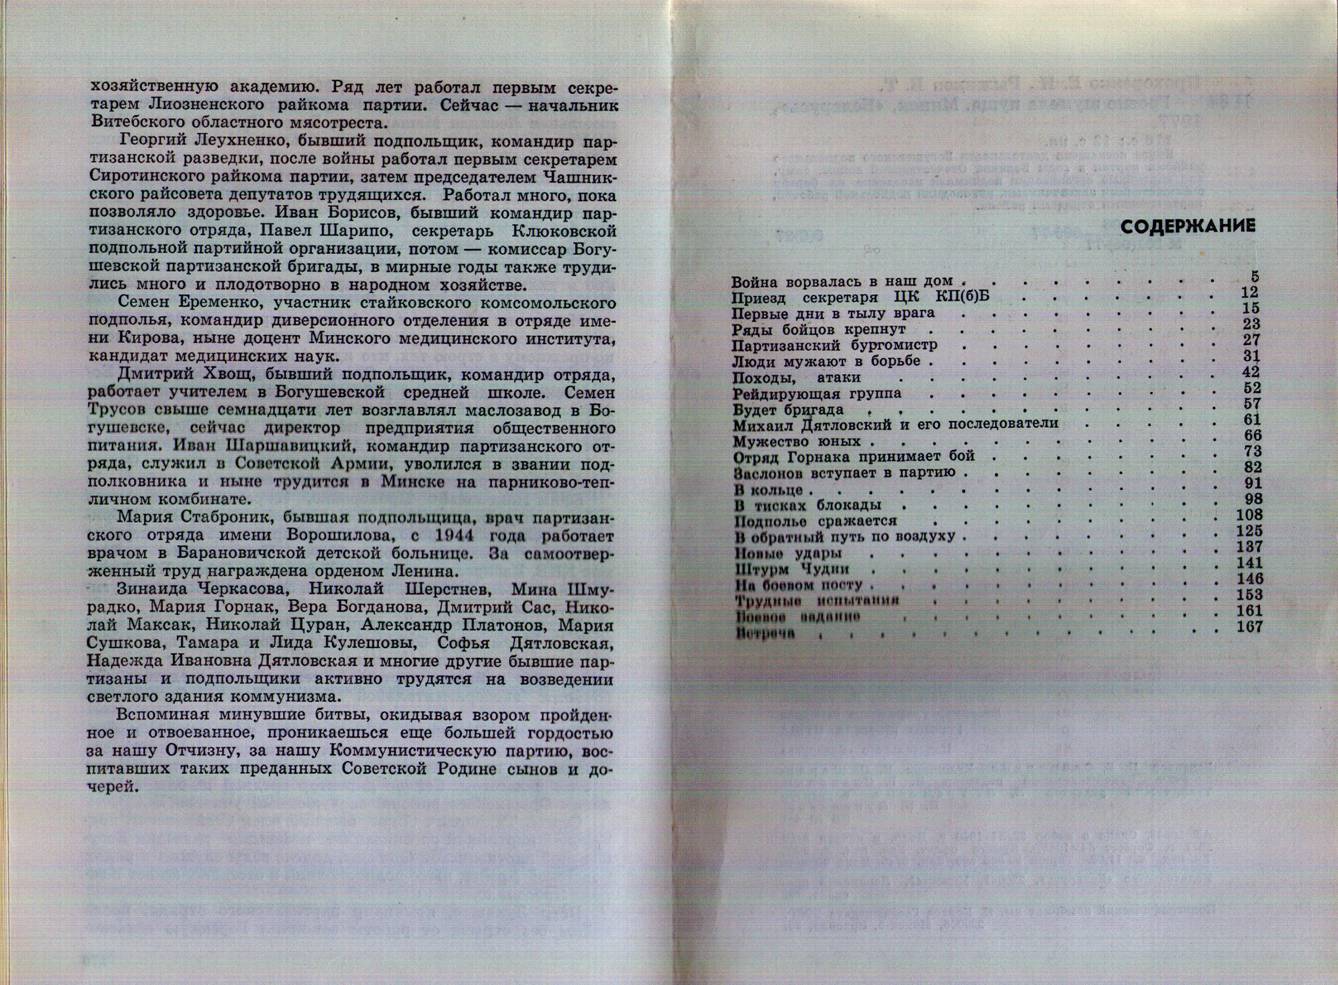 хозяйственную академию. Ряд лет работал первым секре-
тарем Лиозненского райкома партии. Сейчас — начальник
Витебского областного мясотреста.
Георгий Леухненко, бывший подпольщик, командир пар-
тизанской разведки, после войны работал первым секретарем
Сиротинского райкома партии, затем председателем Чашник-
ского райсовета депутатов трудящихся. Работал много, пока
позволяло здоровье. Иван Борисов, бывший командир пар-
тизанского отряда, Павел Шарипо, секретарь Клюковской
подпольной партийной организации, потом — комиссар Богу-
шевской партизанской бригады, в мирные годы также труди-
лись много и плодотворно в народном хозяйстве.
Семен Еременко, участник стайковского комсомольского
подполья, командир диверсионного отделения в отряде име-
ни Кирова, ныне доцент Минского медицинского института,
кандидат медицинских наук.
Дмитрий Хвощ, бывший подпольщик, командир отряда,
работает учителем в Богушевской средней школе. Семен
Трусов свыше семнадцати лет возглавлял маслозавод в Бо-
гушевске, сейчас директор предприятия общественного
питания. Иван Шаршавицкий, командир партизанского от-
ряда, служил в Советской Армии, уволился в звании под-
полковника и ныне трудится в Минске на парниково-теп-
личном комбинате.
Мария Стаброник, бывшая подпольщица, врач партизан-
ского отряда имени Ворошилова, с 1944 года работает
врачом в Барановичской детской больнице. За самоотвер-
женный труд награждена орденом Ленина.
Зинаида Черкасова, Николай Шерстнев, Мина Шму-
радко, Мария Горнак, Вера Богданова, Дмитрий Сас, Нико-
лай Максак, Николай Цуран, Александр Платонов, Мария
Сушкова, Тамара и Лида Кулешовы, Софья Дятловская,
Надежда Ивановна Дятловская и многие другие бывшие пар-
тизаны и подпольщики активно трудятся на возведении
светлого здания коммунизма.
Вспоминая минувшие битвы, окидывая взором пройден-
ное и отвоеванное, проникаешься еще большей гордостью
за нашу Отчизну, за нашу Коммунистическую партию, вос-
питавших таких преданных Советской Родине сынов и до-
черей.
СОДЕРЖАНИЕ
Война ворвалась в наш дом . . . . . . . . . 5
Приезд секретаря ЦК КП(б)Б . . . . . . . 12
Первые дни в тылу врага . . . . . . . . . 15
Ряды бойцов крепнут . . . . . . . . . . 23
Партизанский бургомистр . . . . . . . . . 27
Люди мужают в борьбе . . . . . . . . . . 31
Походы, атаки . . . . . . . . . . . 42
Рейдирующая группа . . . . . . . . . . 52
Будет бригада . . . . . . . . . . . . 57
Михаил Дятловский и его последователи . . . . . 61
Мужество юных . . . . . . . . . . . . 66
Отряд Горнака принимает бой . . . . . . . . 73
Заслонов вступает в партию . . . . . . . . . 82
В кольце . . . . . . . . . . . . . . 91
В тисках блокады . . . . . . . . . . . 98
Подполье сражается . . . . . . . . . . 108
В обратный путь по воздуху . . . . . . . . . 125
Новые удары . . . . . . . . . . . . 137
Штурм Чудни . . . . . . . . . . . . 141
На боевом посту . . . . . . . . . . . . 146
Трудные испытания . . . . . . . . . . 153
Боевое задание . . . . . . . . . . . 161
Встреча . . . . . . . . . . . . . . 167